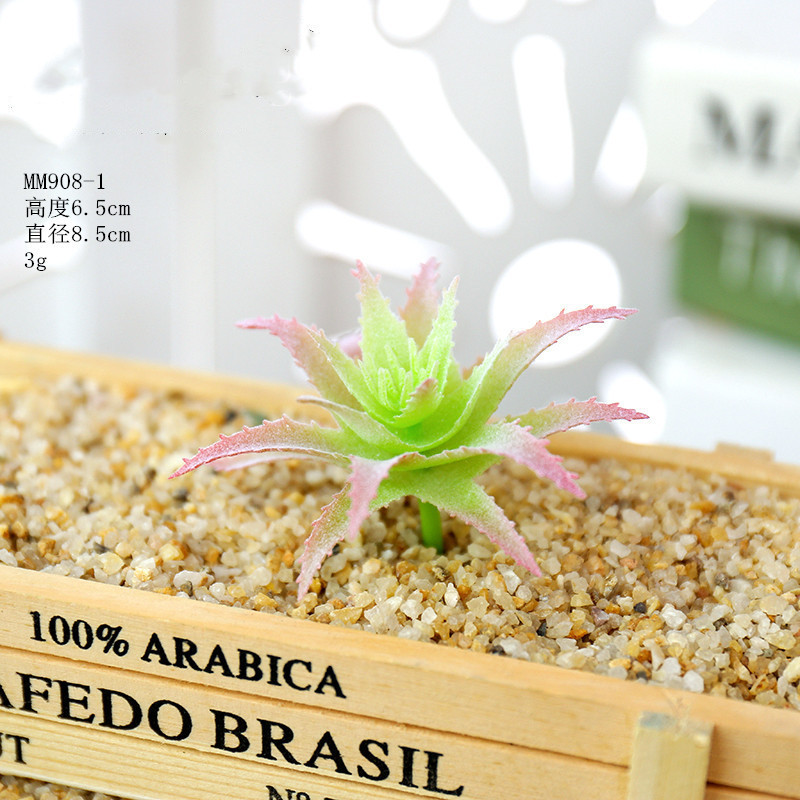 MM908-1
高度6.5cm
直径8.5cm
3g
100% ARABICA
AFEDO BRASIL
UT